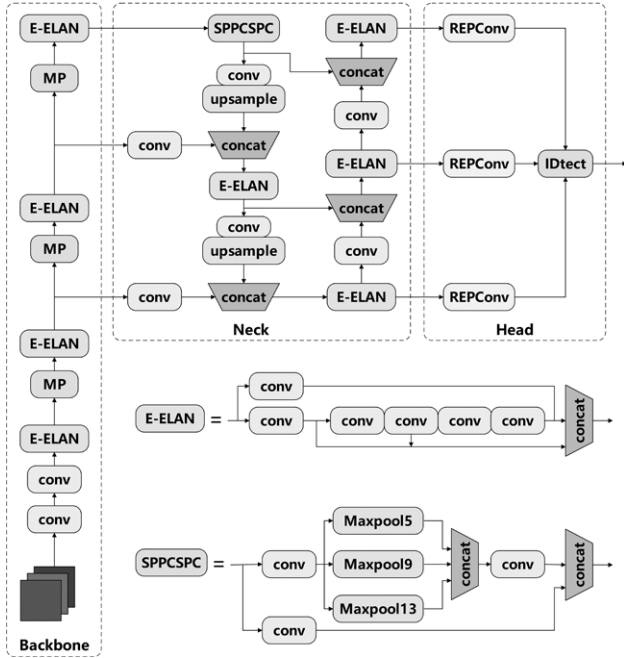 E-ELAN SPPCSPC E-ELAN REPConv
MP conv concat
upsample
conv
conv concat E-ELAN REPConv IDtect
E-ELAN E-ELAN concat
MP conv conv
upsample
conv concat E-ELAN REPConv
Neck Head
E-ELAN
MP
E-ELAN
conv
conv
Backbone
conv
E-ELAN = conv conv conv conv conv concat
Maxpool5
SPPCSPC = conv Maxpool9 concat conv concat
Maxpool13
conv